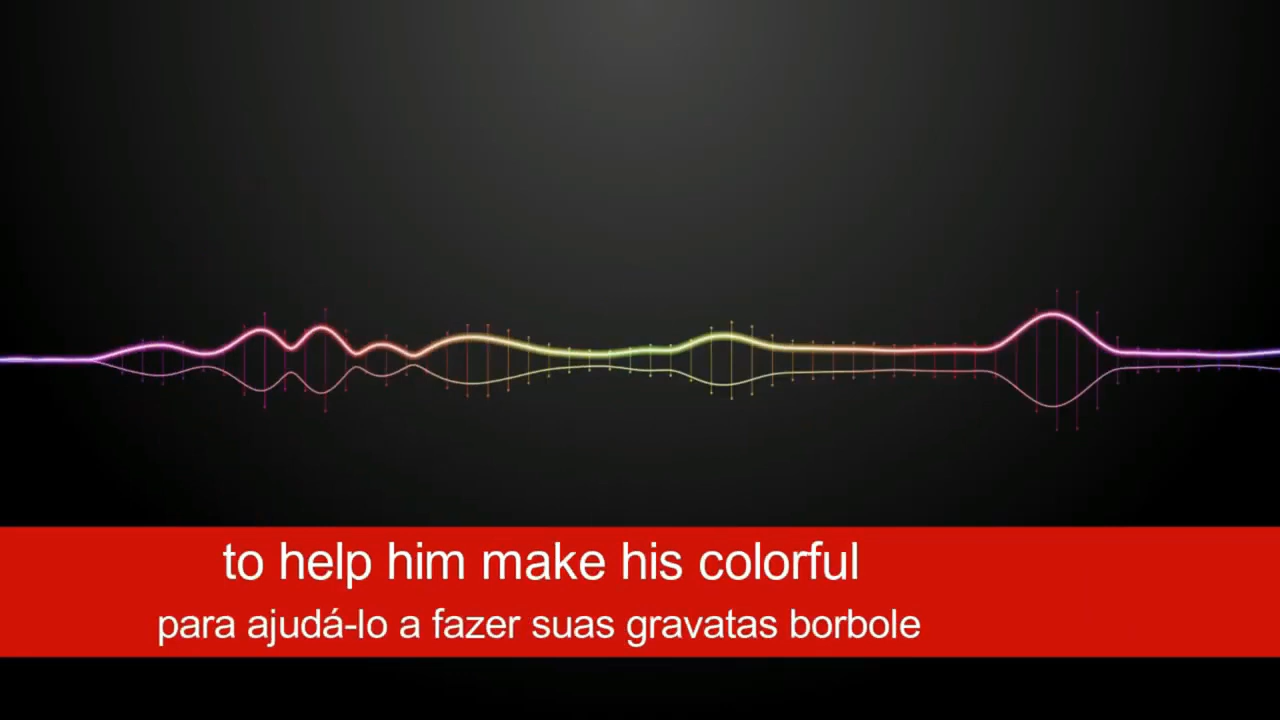 to help him make his colorful
para ajudá-lo a fazer suas gravatas borbole